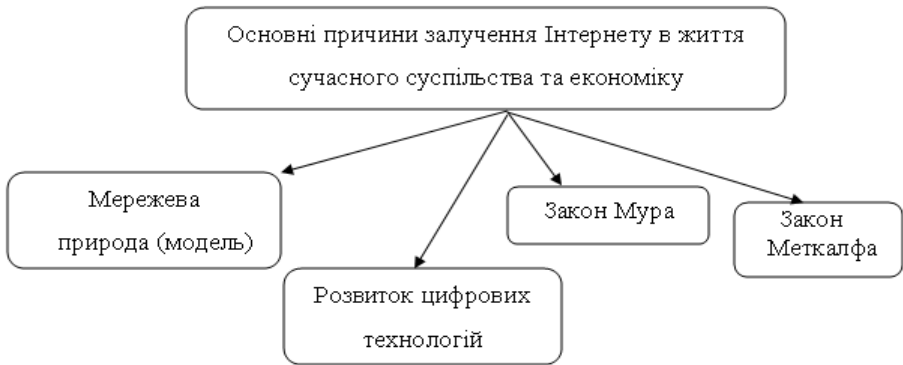 Основні причини залучення Інтернету в життя
сучасного суспільства та економіку
Мережева
природа (модель)
Розвиток цифрових
технологій
Закон Мура
Закон
Меткалфа